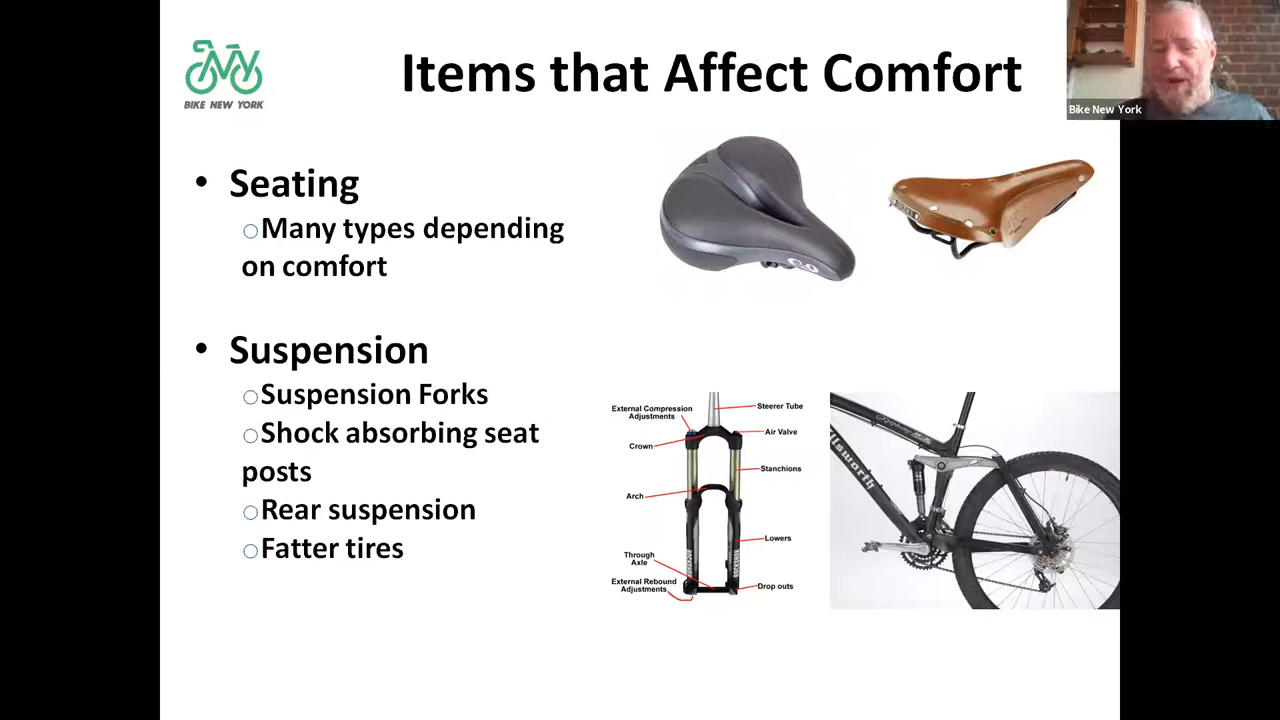 Items that Affect Comfort
BIKE NEW YORK
Bike New York
• Seating
○Many types depending
on comfort
• Suspension
○Suspension Forks
○Shock absorbing seat
posts
○Rear suspension
○Fatter tires
External Compression
Adjustments
Crown
Arch
Through
Axle
External Rebound
Adjustments
Steerer Tube
Air Valve
Stanchions
Lowers
Drop outs
llsworth